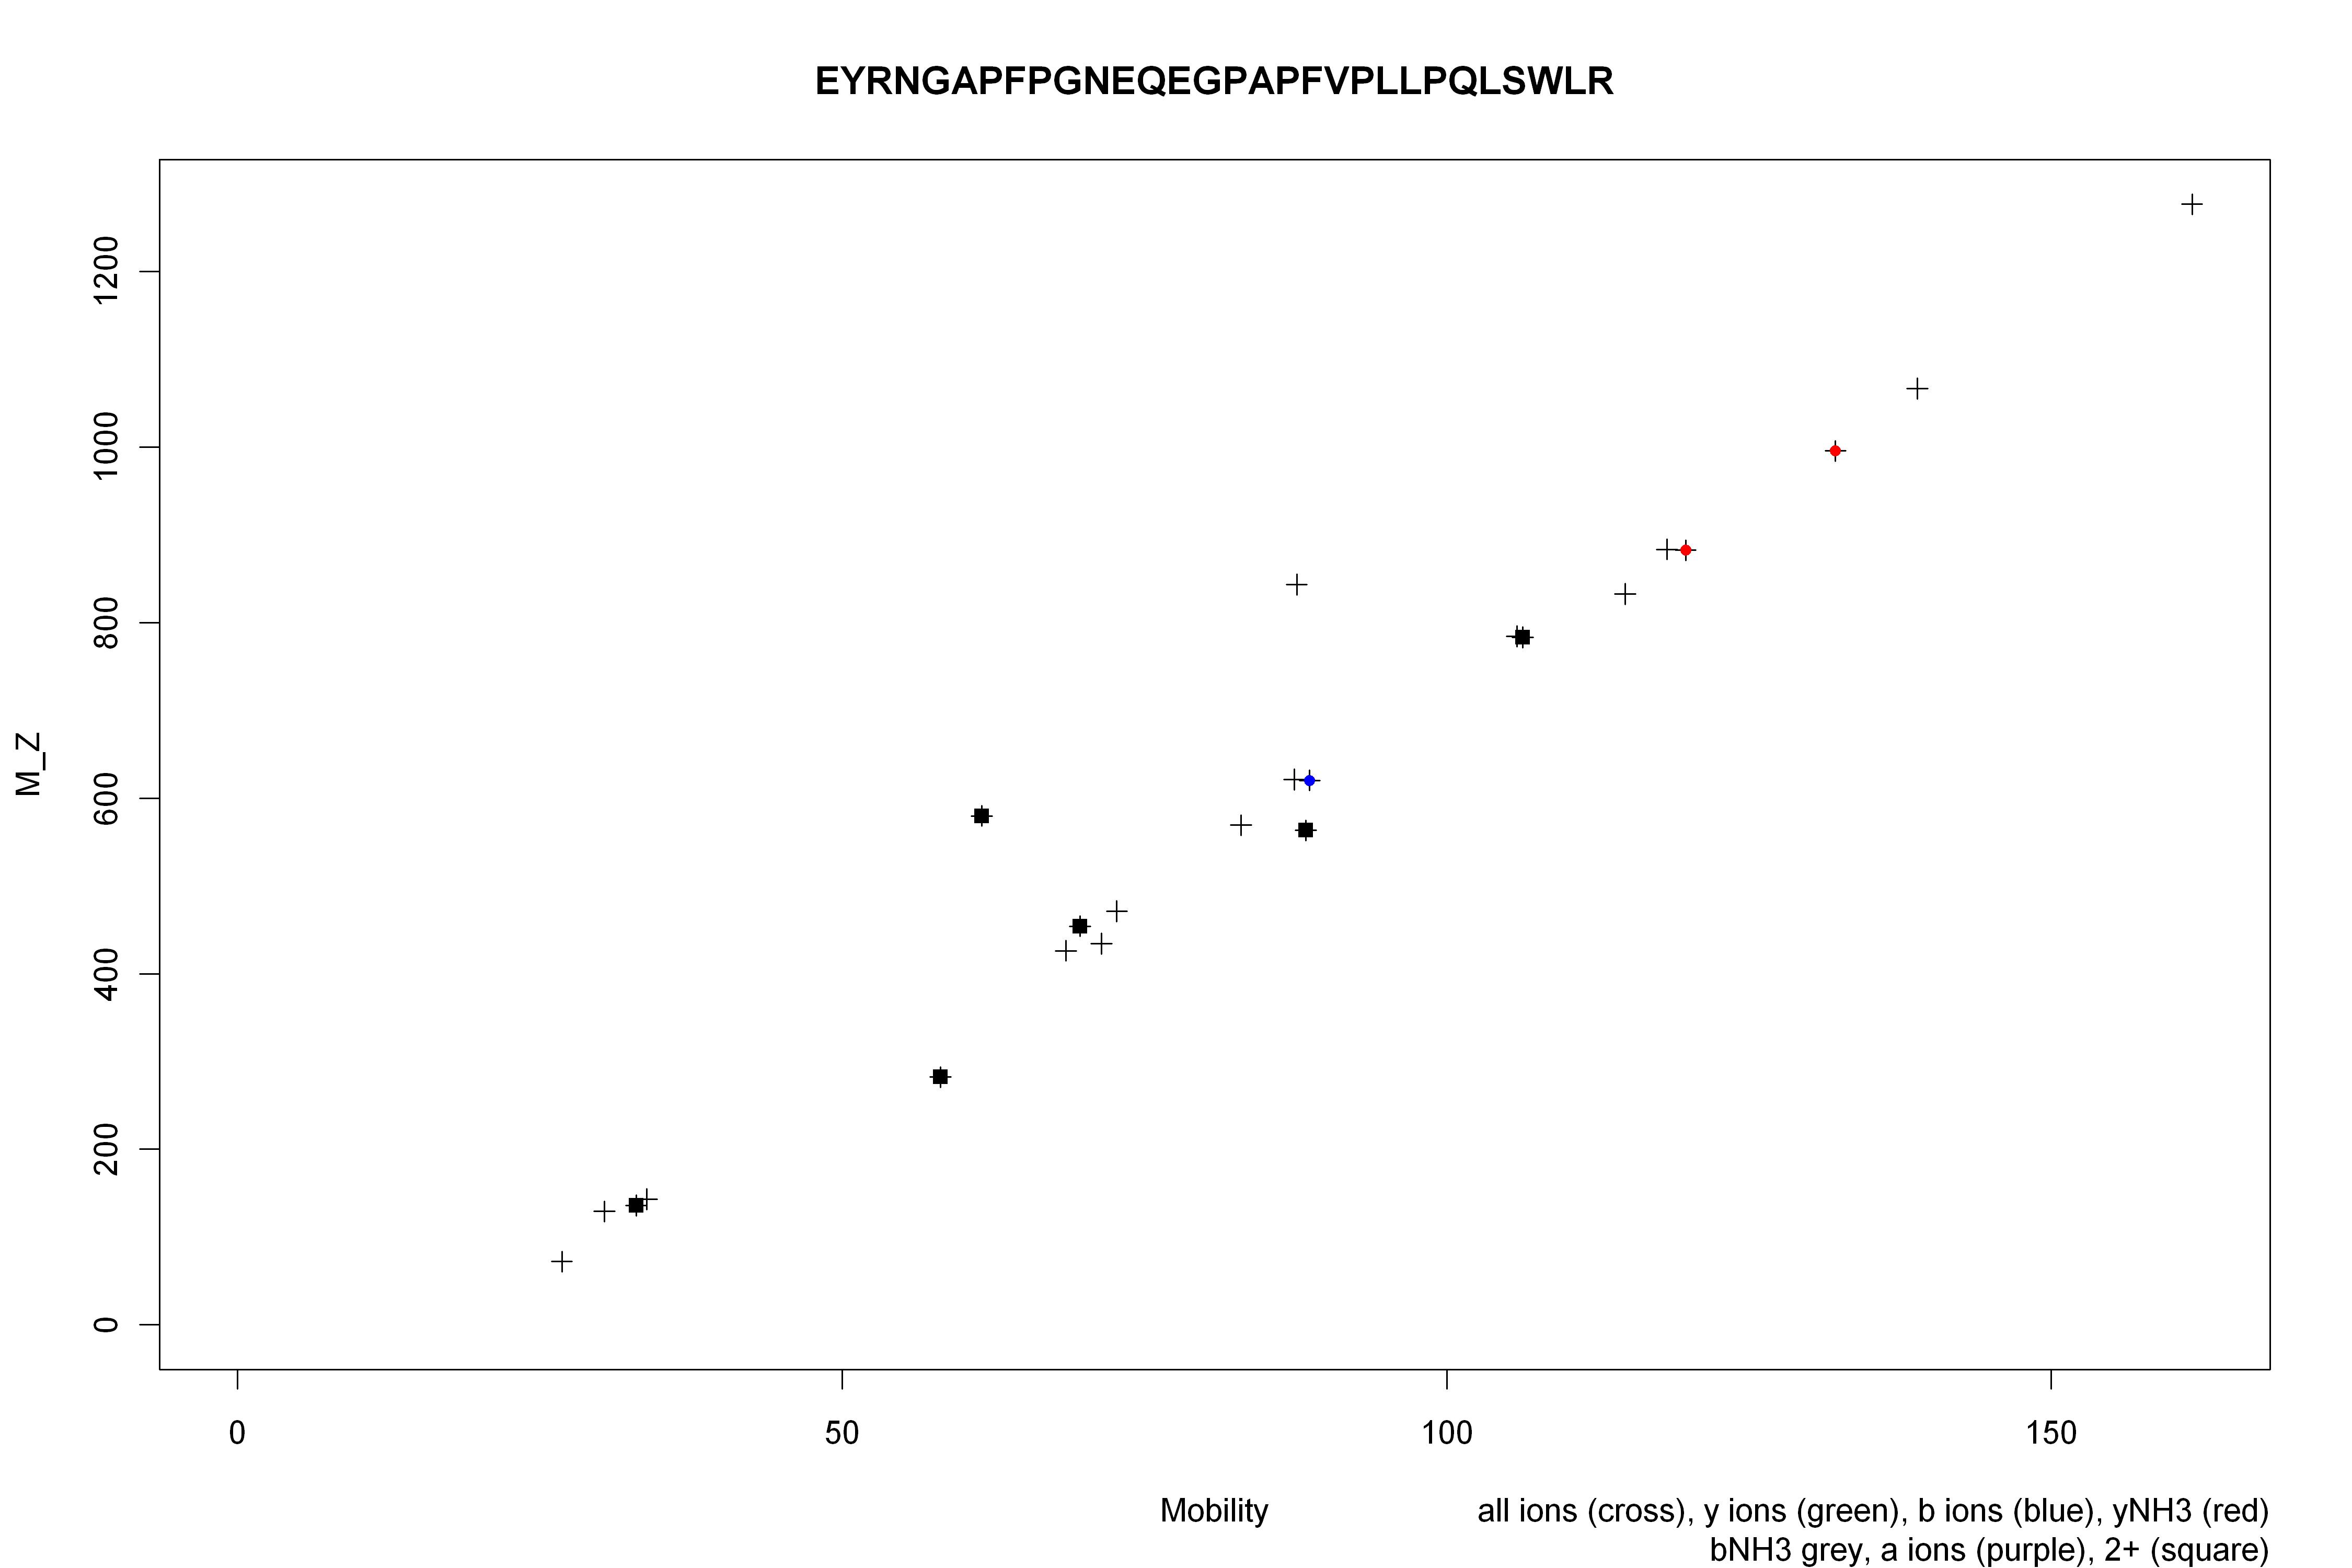 EYRNGAPFPGNEQEGPAPFVPLLPQLSWLR
1200
1000
800
600
400
200
0
M_Z
0 50 100 150
Mobility
all ions (cross), y ions (green), b ions (blue), yNH3 (red)
bNH3 grey, a ions (purple), 2+ (square)